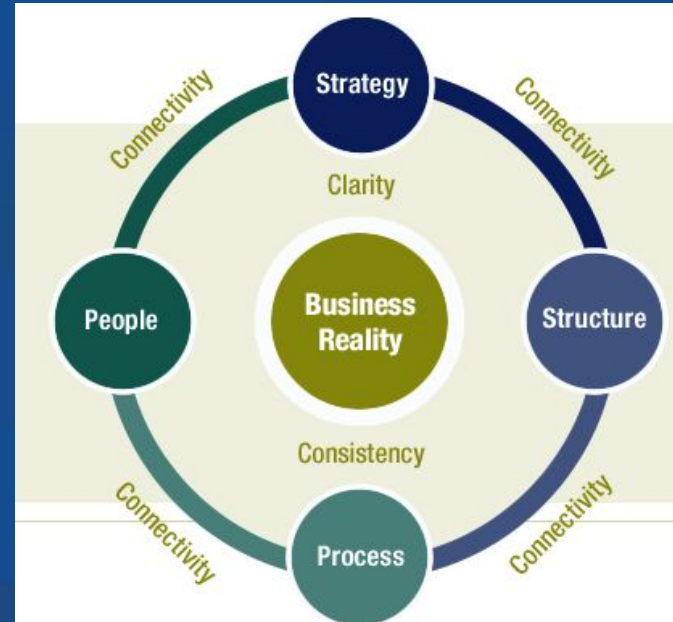 Strategy
Connectivity
Connectivity
Clarity
People
Business
Reality
Structure
Consistency
Connectivity
Connectivity
Process